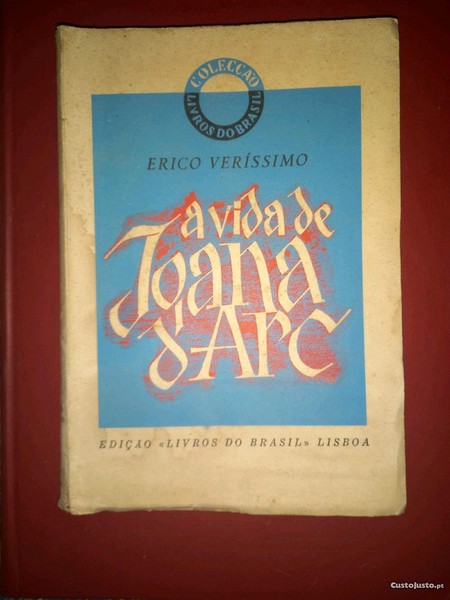 COLECÇÃO
LIVROS DO BRASIL
ERICO VERÍSSIMO
a vida de
Joana
d'Arc
EDIÇÃO «LIVROS DO BRASIL» LISBOA
CustoJusto.pt